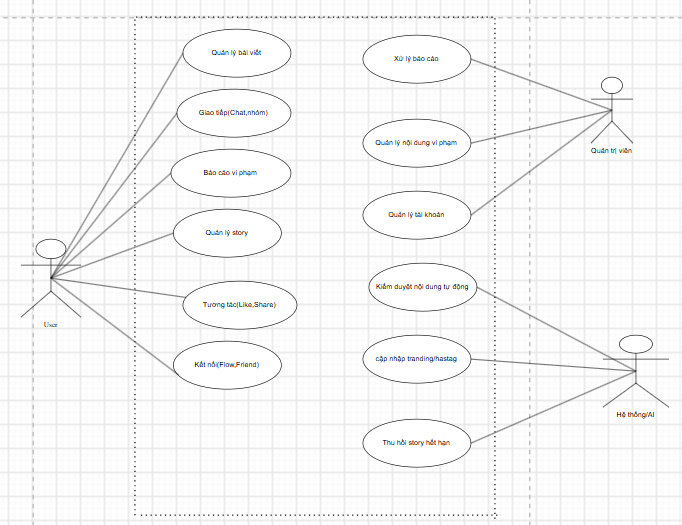 Quản lý bài viết
Giao tiếp(Chat,nhóm)
Báo cáo vi phạm
Quản lý story
Tương tác(Like,Share)
Kết nối(Flow,Friend)
User
Xử lý báo cáo
Quản lý nội dung vi phạm
Quản lý tài khoản
Kiểm duyệt nội dung tự động
cập nhập tranding/hastag
Thu hồi story hết hạn
Quản trị viên
Hệ thống/AI